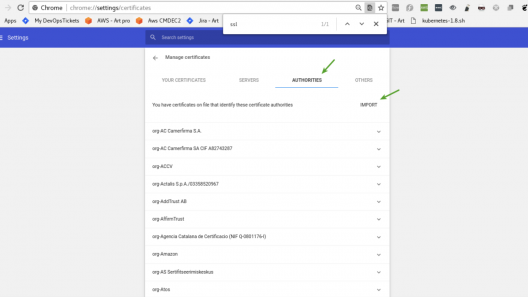 Chrome | chrome://settings/certificates
Apps My DevOpsTickets AWS - Art pro Aws CMDEC2 Jira - Art
ssl 1/1
- Art kubernetes-1.8.sh
Settings
Search settings
Manage certificates
YOUR CERTIFICATES SERVERS AUTHORITIES OTHERS
You have certificates on file that identify these certificate authorities IMPORT
org-AC Camerfirma S.A.
org-AC Camerfirma SA CIF A82743287
org-ACCV
org-Actalis S.p.A./03358520967
org-AddTrust AB
org-AffirmTrust
org-Agencia Catalana de Certificacio (NIF Q-0801176-I)
org-Amazon
org-AS Sertifitseerimiskeskus
org-Atos